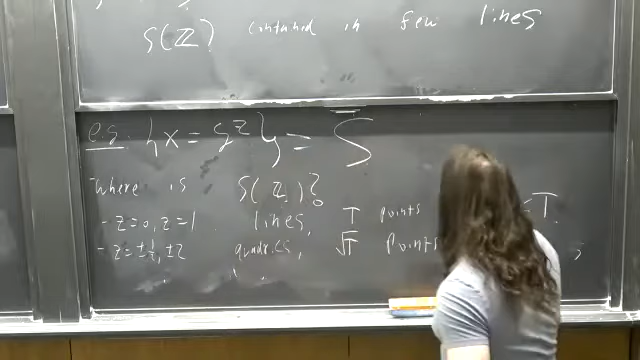 S(ℤ) contained in few lines
e.g. {x = y^z} = S
Where is S(ℤ)?
- z=0, z=1 lines, T points ≤T.
- z=±½, ±2 quadrics, √T points